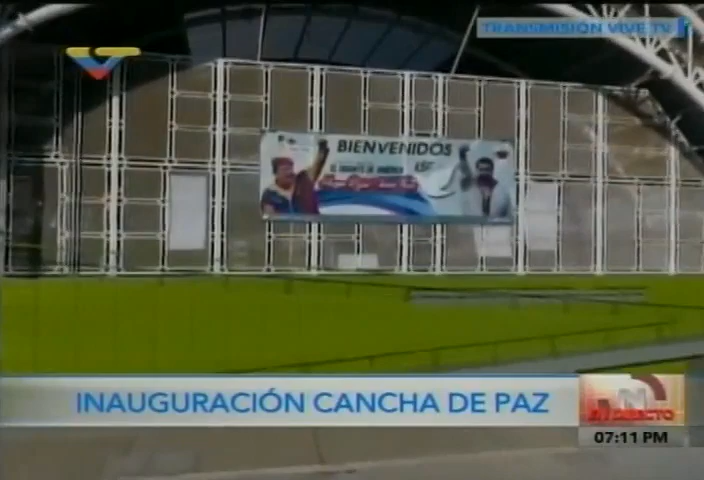 TRANSMISIÓN VIVE TV
BIENVENIDOS
INAUGURACIÓN CANCHA DE PAZ
EN DIRECTO
07:11 PM